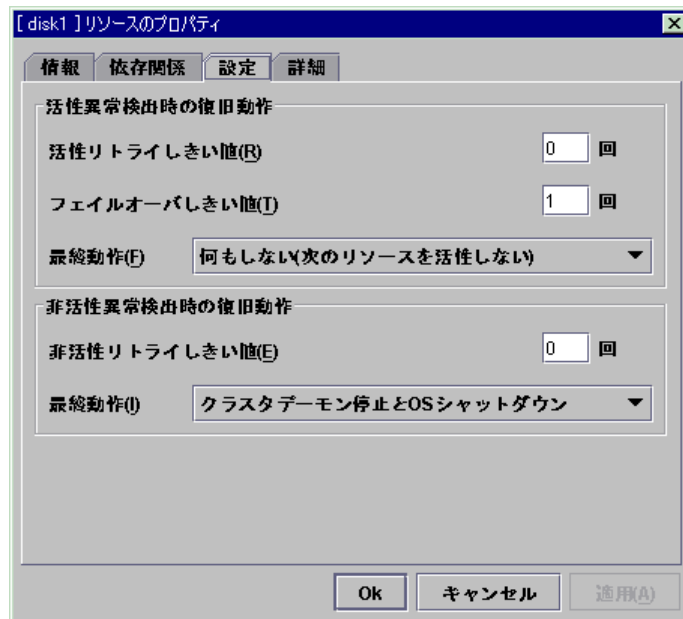 [ disk1 ]リソースのプロパティ
情報 依存関係 設定 詳細
活性異常検出時の復旧動作
活性リトライしきい値(R) 0 回
フェイルオーバしきい値(T) 1 回
最終動作(F) 何もしない(次のリソースを活性しない)
非活性異常検出時の復旧動作
非活性リトライしきい値(E) 0 回
最終動作(I) クラスタデーモン停止とOSシャットダウン
Ok キャンセル 適用(A)